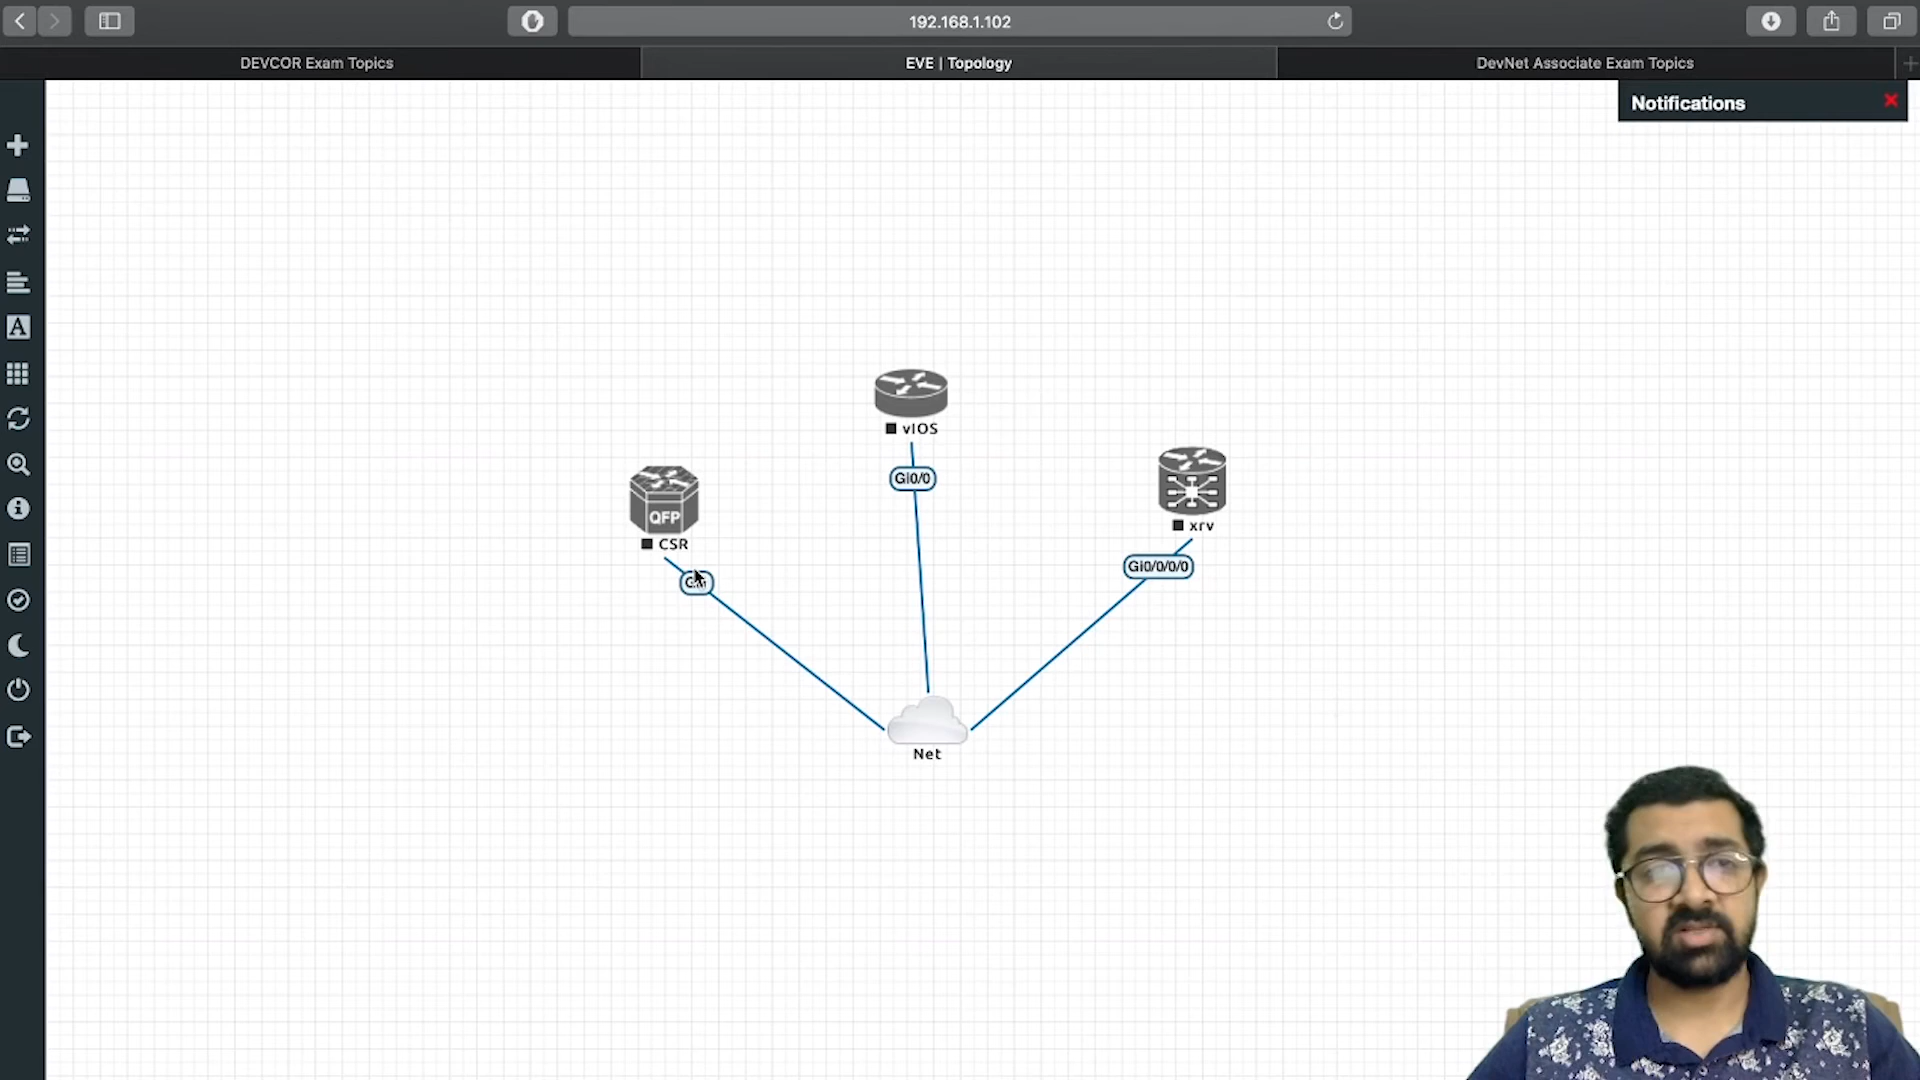 192.168.1.102
DEVCOR Exam Topics
EVE | Topology
DevNet Associate Exam Topics
Notifications
vIOS
Gi0/0
QFP
xrv
CSR
Gi0/0/0/0
Net